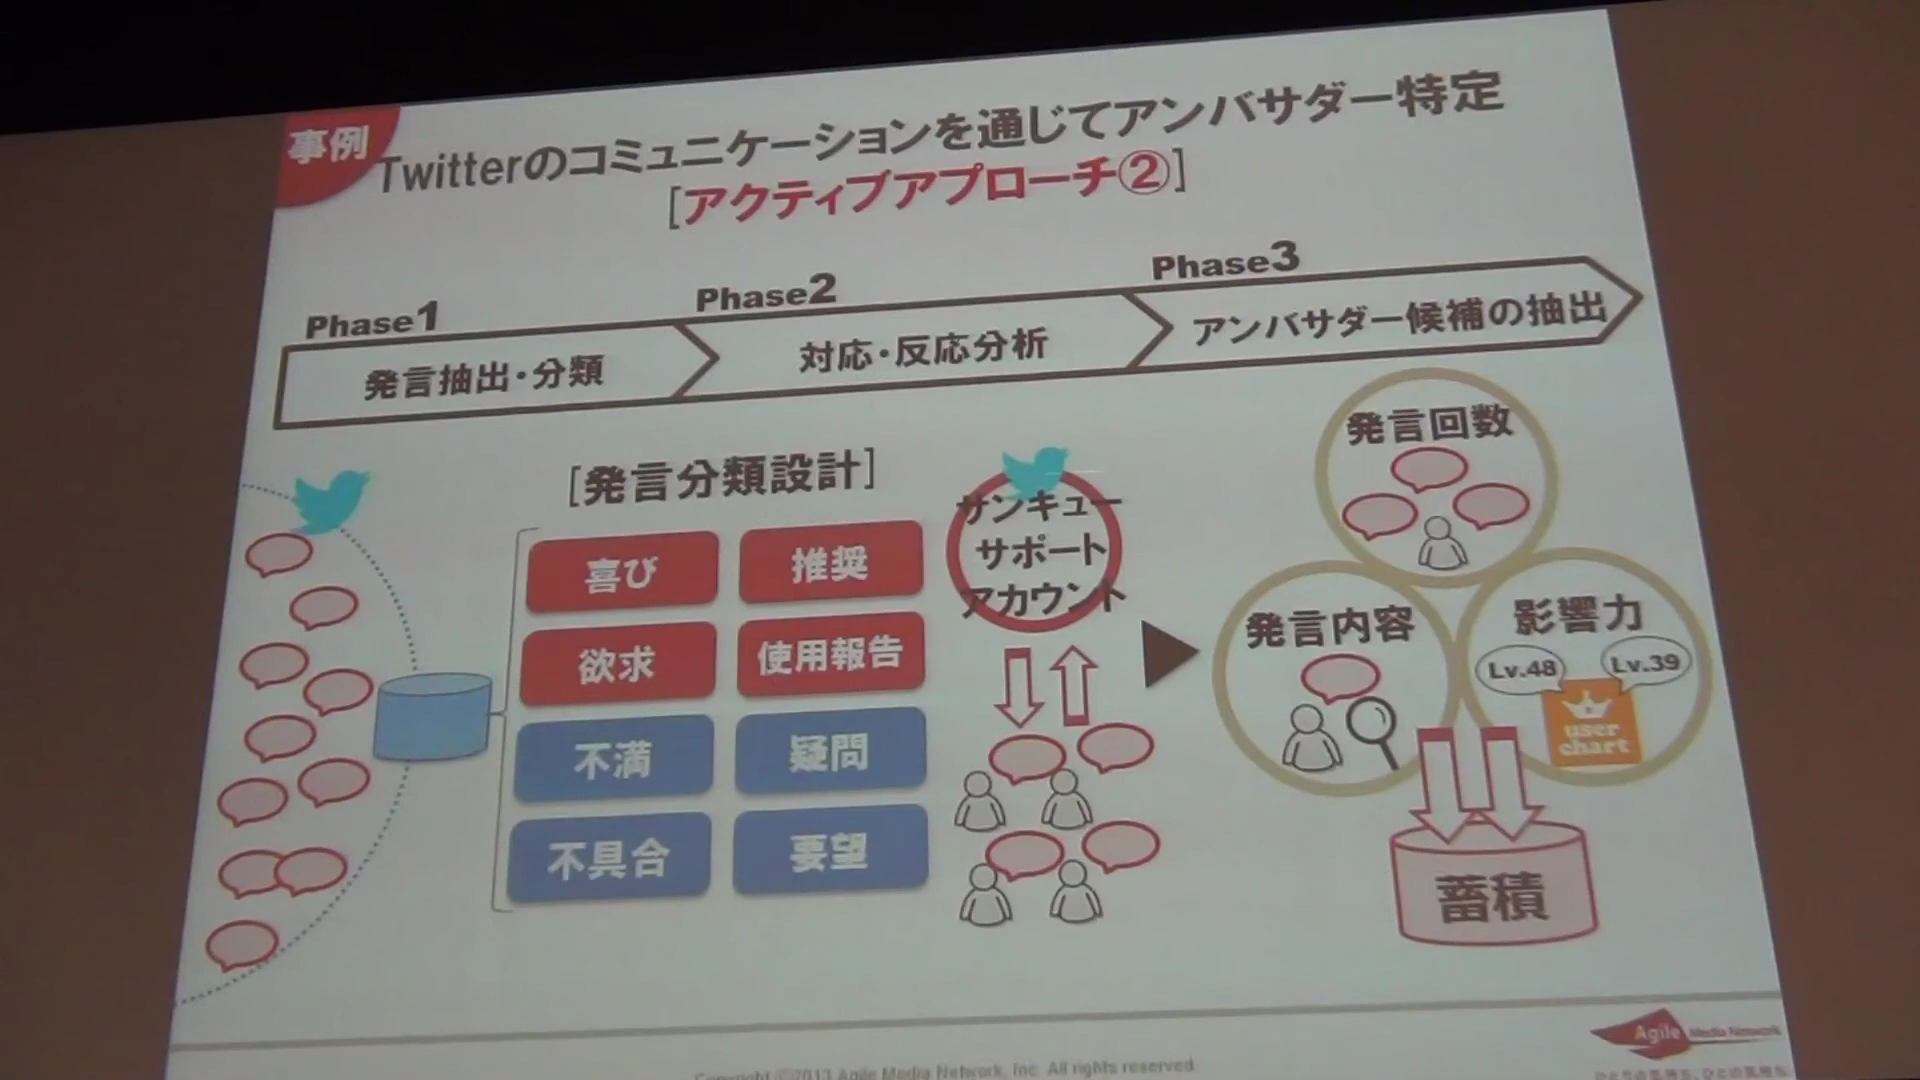 事例
Twitterのコミュニケーションを通じてアンバサダー特定
[アクティブアプローチ②]
Phase1
Phase2
Phase3
発言抽出・分類
対応・反応分析
アンバサダー候補の抽出
[発言分類設計]
喜び
推奨
欲求
使用報告
不満
疑問
不具合
要望
サンキュー
サポート
アカウント
発言回数
発言内容
影響力
Lv.48
Lv.39
user
chart
蓄積
Agile Media Network
Copyright ©2013 Agile Media Network, Inc. All rights reserved.